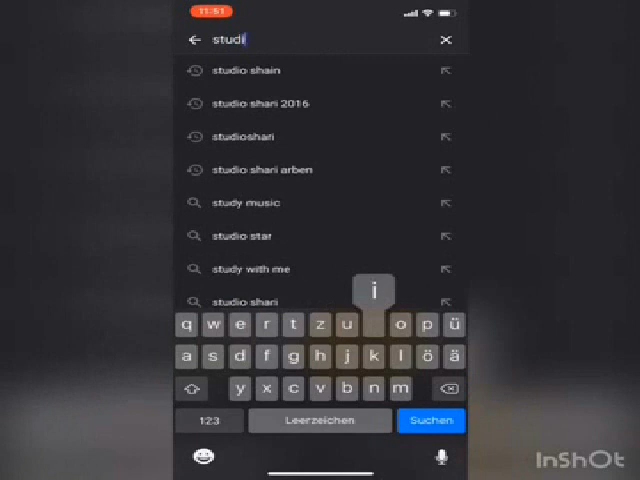 11:51
studi
studio shain
studio shari 2016
studioshari
studio shari arben
study music
studio star
study with me
studio shari
i
q w e r t z u o p ü
a s d f g h j k l ö ä
y x c v b n m
123 Leerzeichen Suchen
InShOt